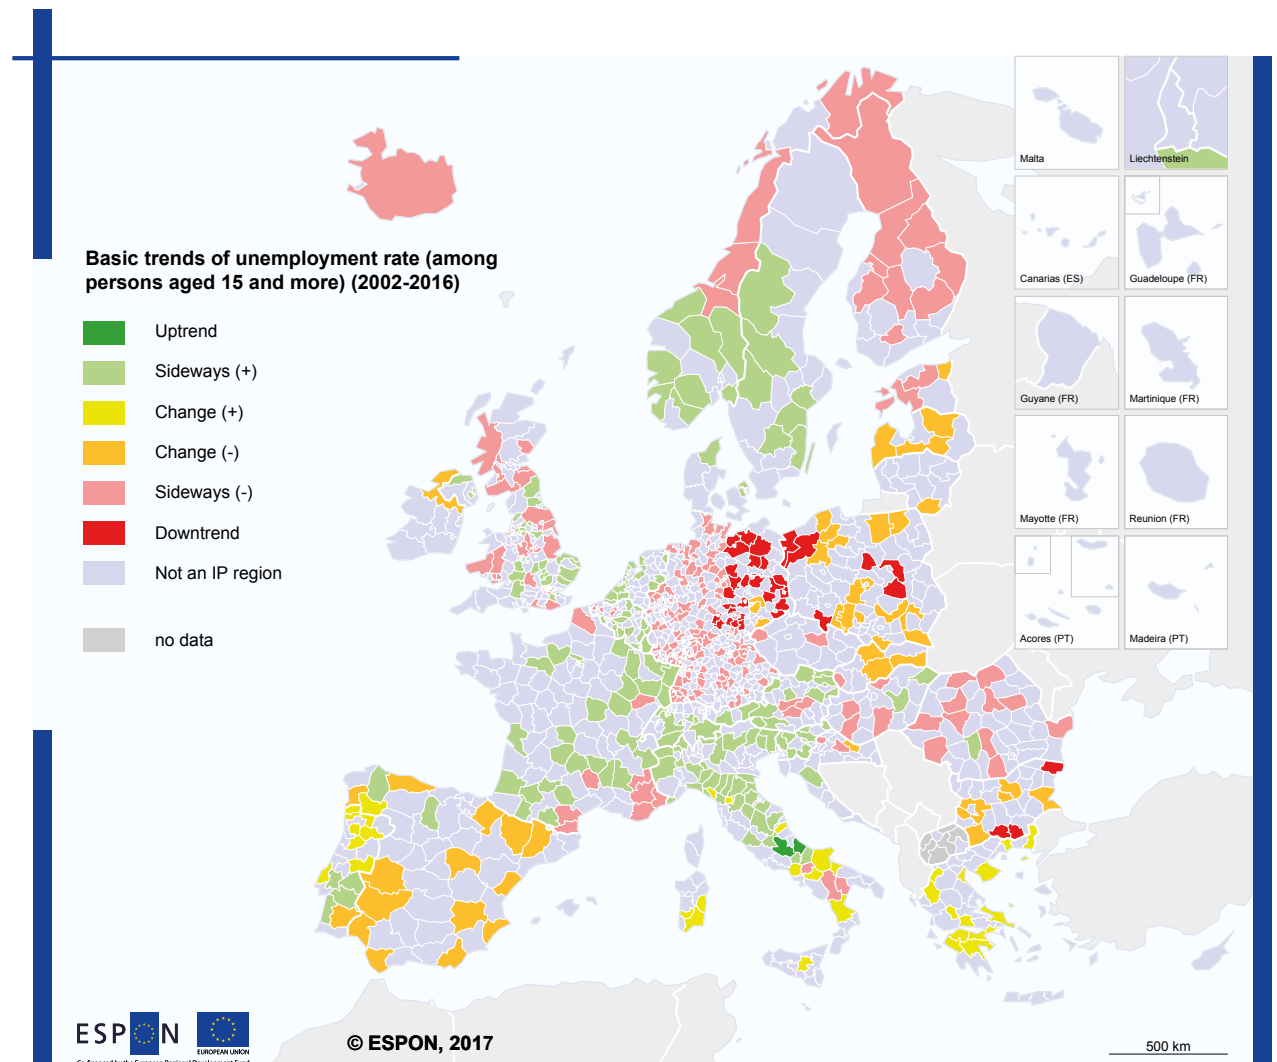 Malta
Liechtenstein
Canarias (ES)
Guadeloupe (FR)
Basic trends of unemployment rate (among
persons aged 15 and more) (2002-2016)
Uptrend
Sideways (+)
Change (+)
Change (-)
Sideways (-)
Downtrend
Not an IP region
no data
Guyane (FR)
Martinique (FR)
Mayotte (FR)
Reunion (FR)
Acores (PT)
Madeira (PT)
ESPON
EUROPEAN UNION
© ESPON, 2017
500 km